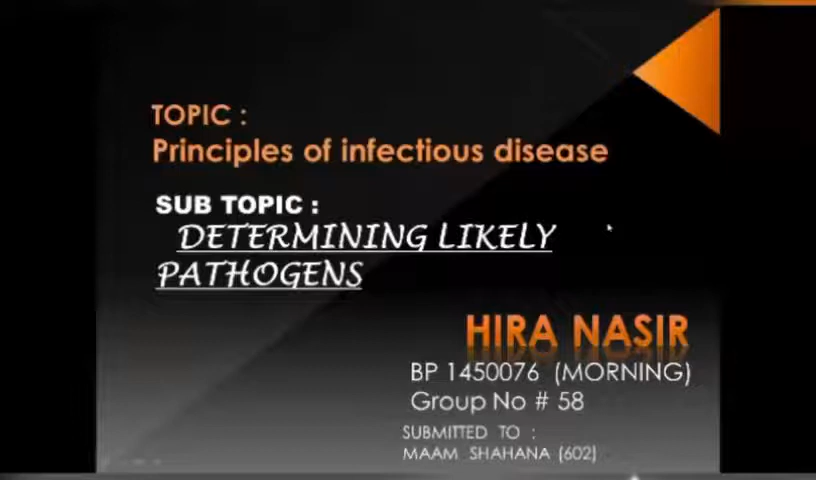 TOPIC :
Principles of infectious disease
SUB TOPIC :
DETERMINING LIKELY
PATHOGENS
HIRA NASIR
BP 1450076 (MORNING)
Group No # 58
SUBMITTED TO :
MAAM SHAHANA (602)